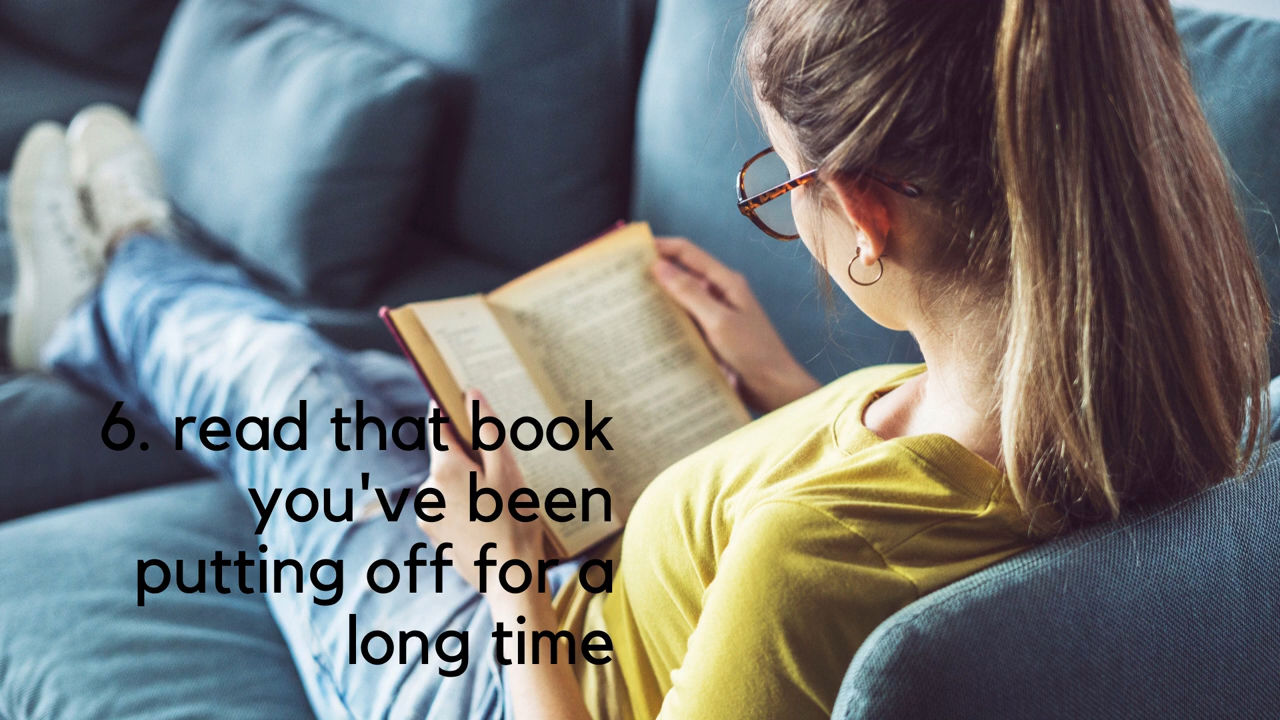 6. read that book
you've been
putting off for a
long time